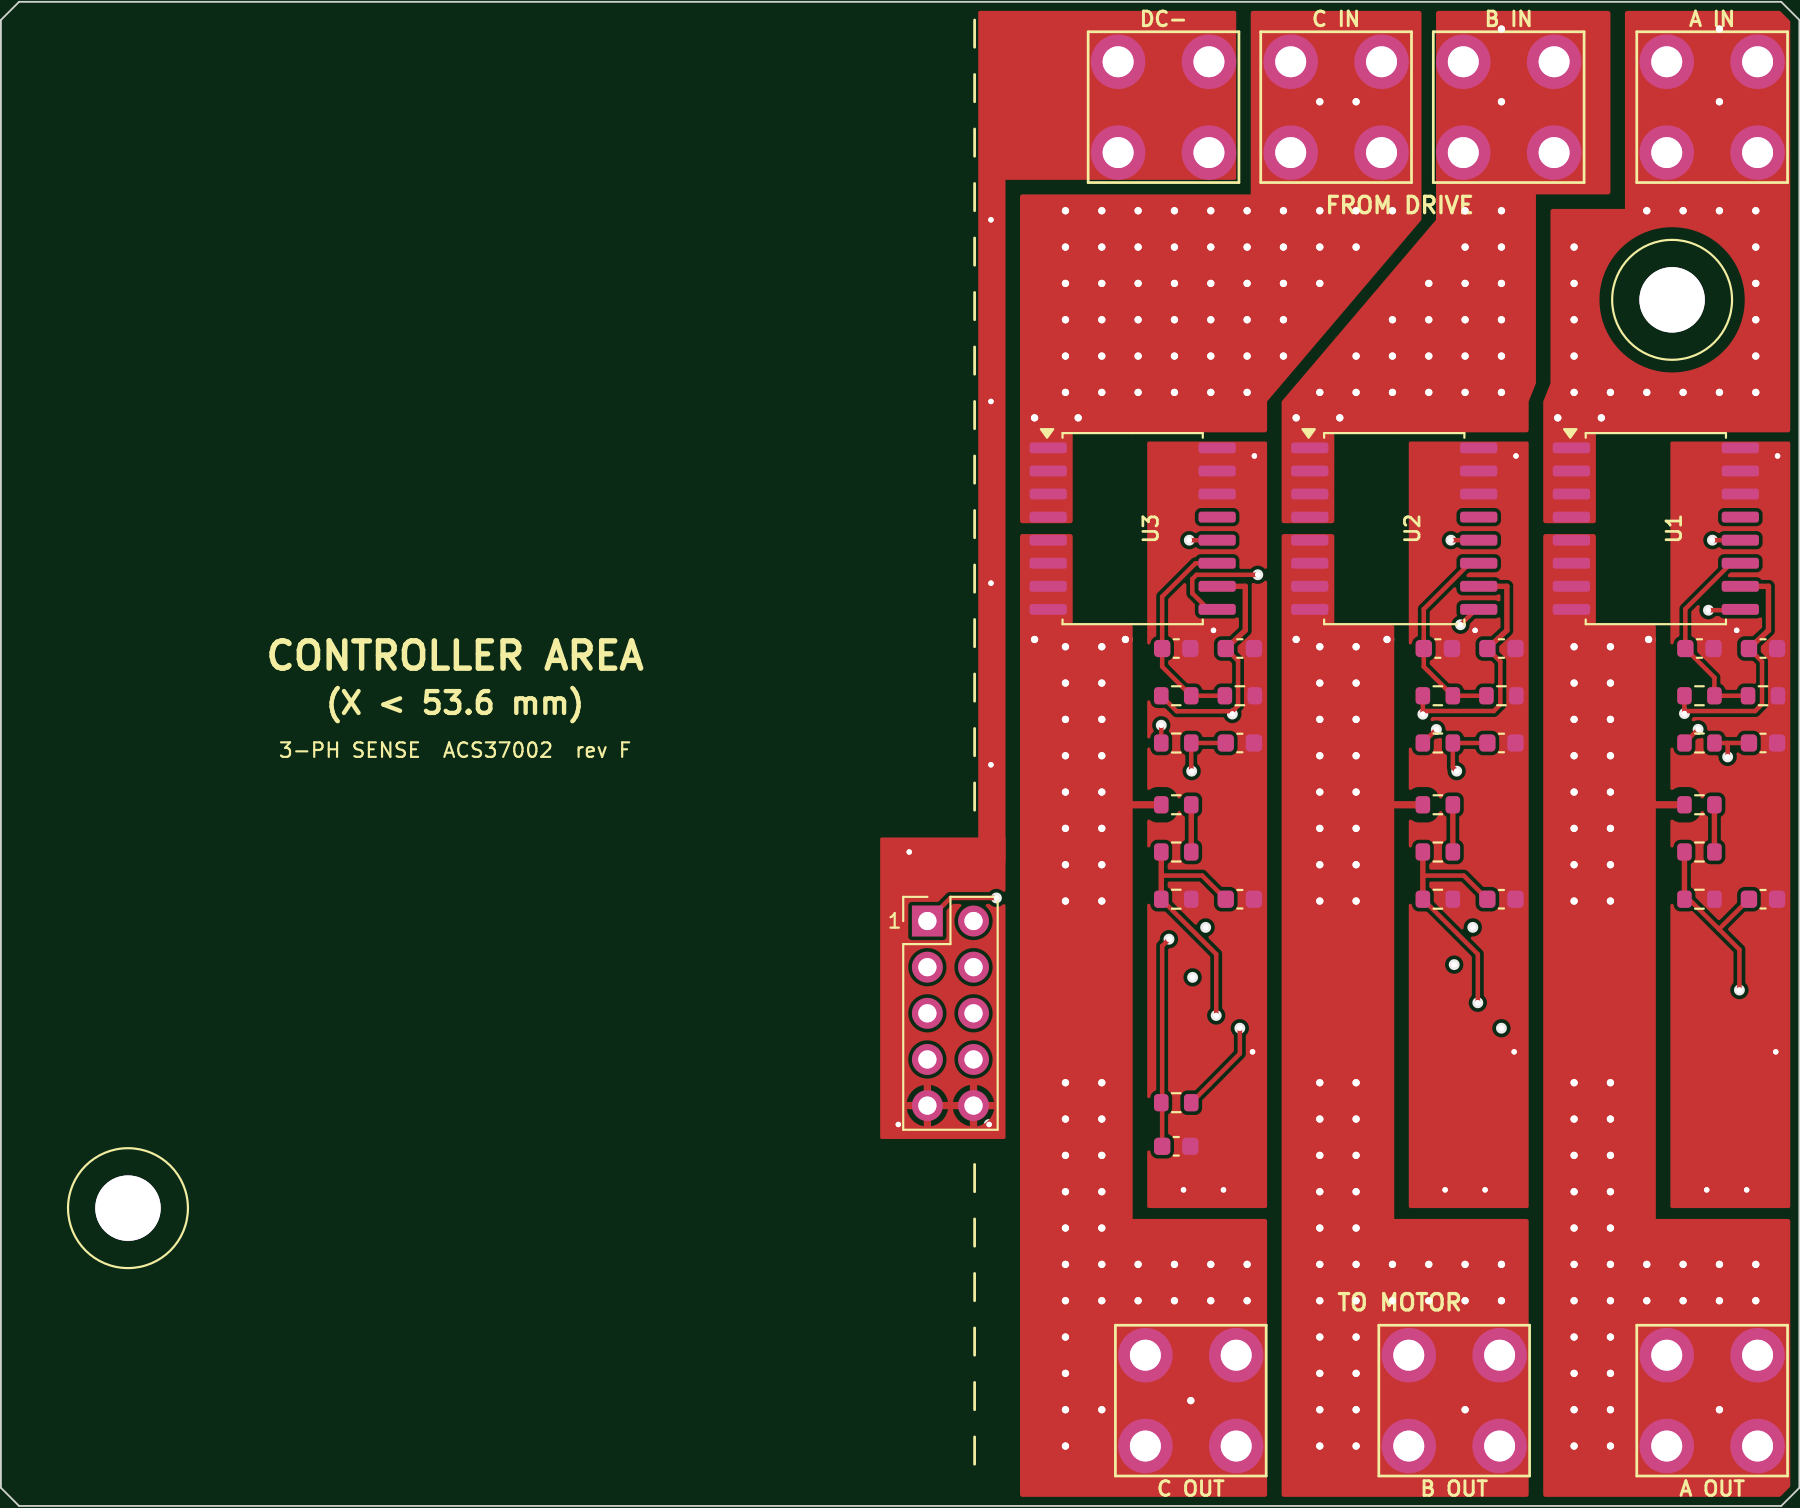 DC-
C IN
B IN
A IN
FROM DRIVE
U3
U2
U1
CONTROLLER AREA
(X < 53.6 mm)
3-PH SENSE  ACS37002  rev F
1
TO MOTOR
C OUT
B OUT
A OUT